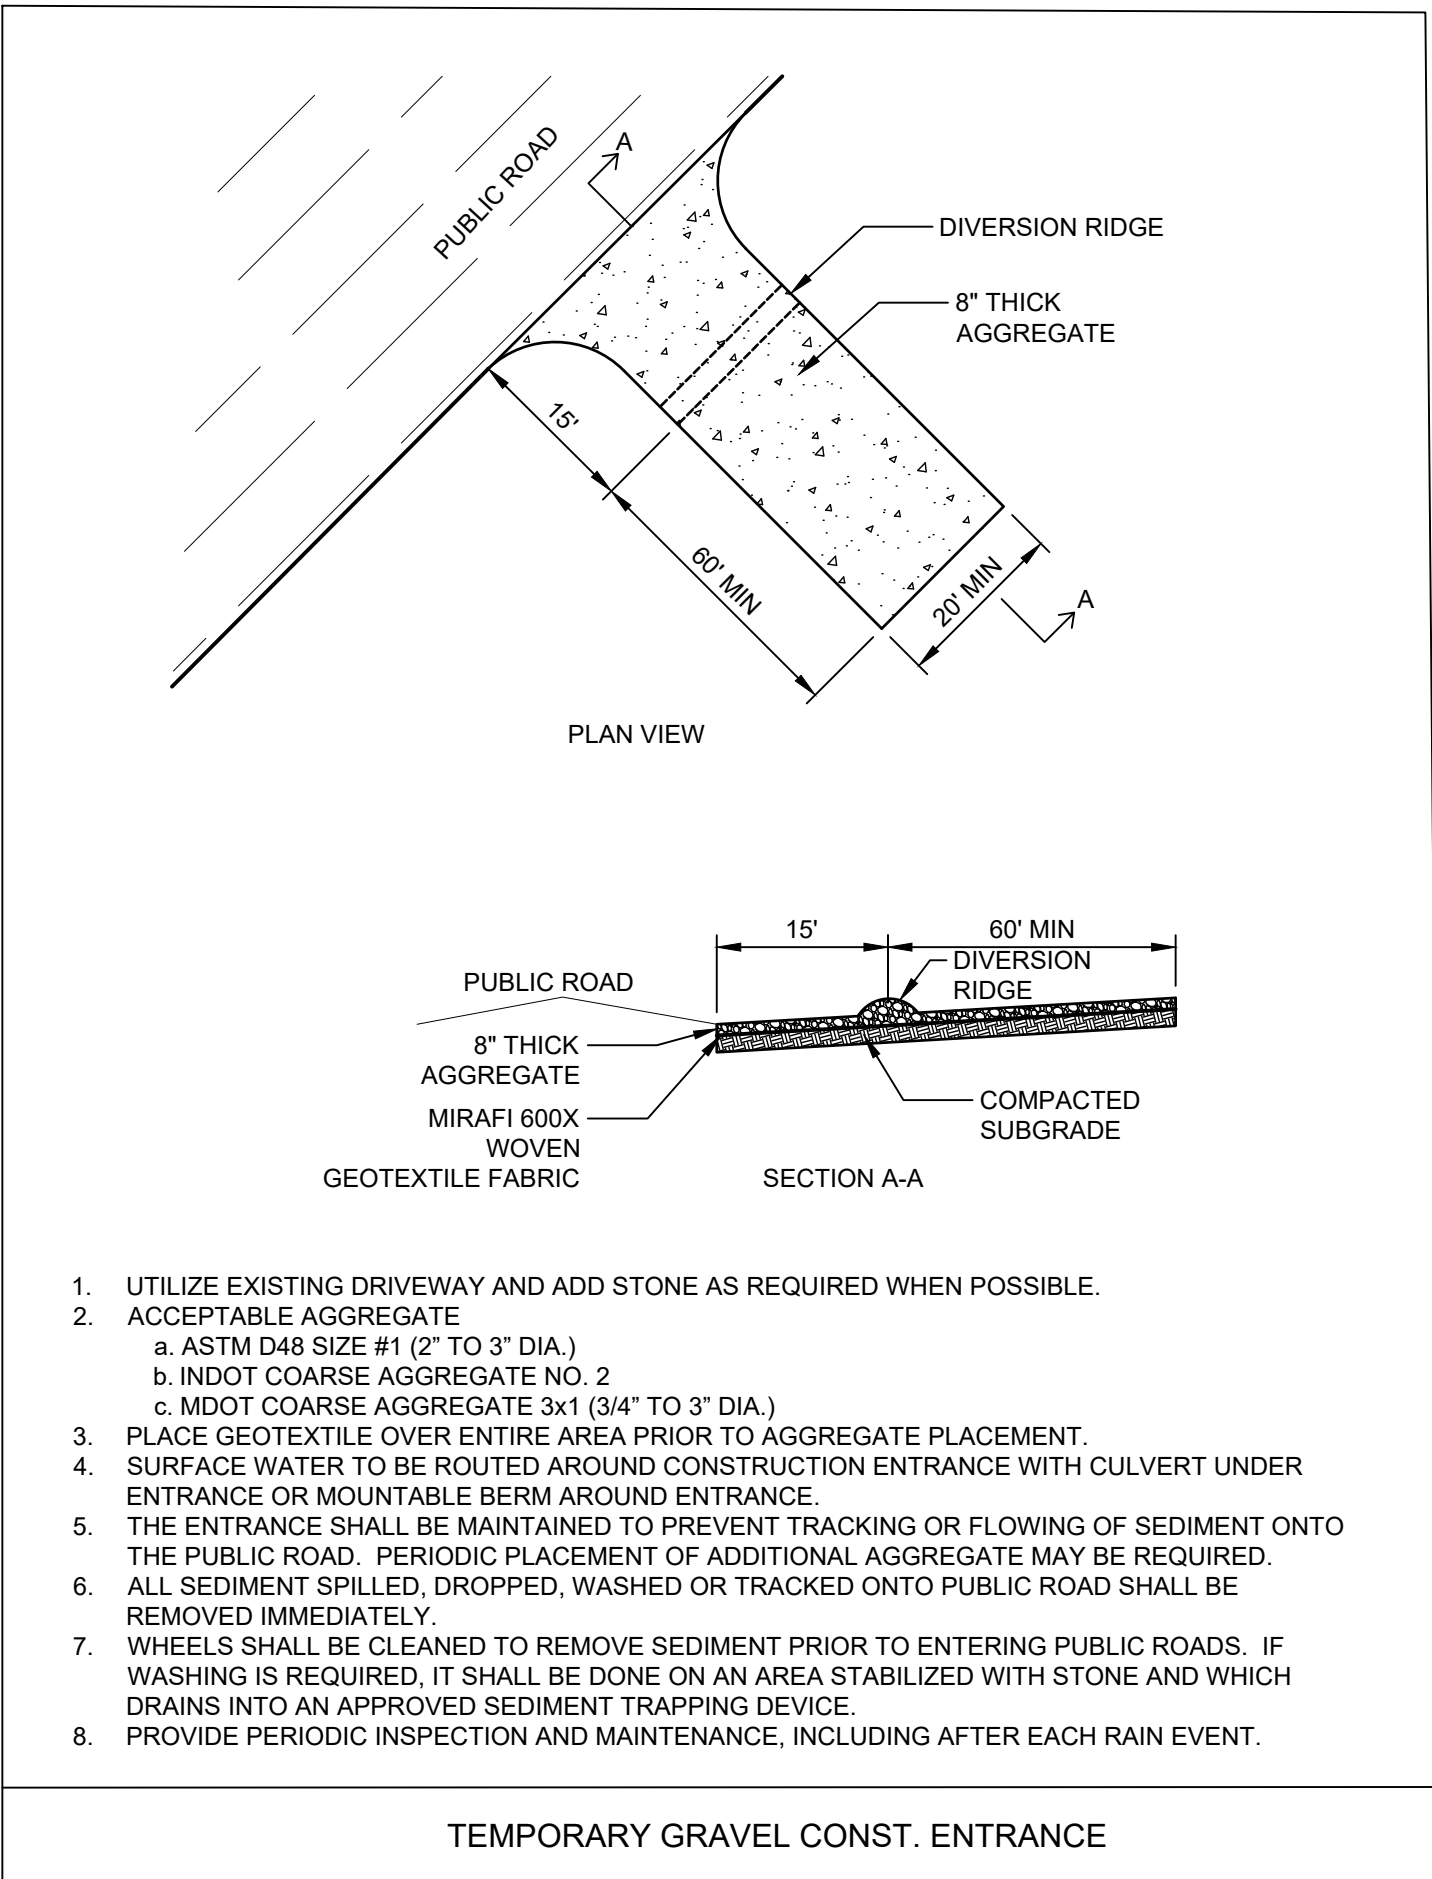 PUBLIC ROAD
A
DIVERSION RIDGE
8" THICK
AGGREGATE
15'
60' MIN
20' MIN
A
PLAN VIEW
15'
60' MIN
DIVERSION
RIDGE
PUBLIC ROAD
8" THICK
AGGREGATE
MIRAFI 600X
WOVEN
GEOTEXTILE FABRIC
COMPACTED
SUBGRADE
SECTION A-A
1. UTILIZE EXISTING DRIVEWAY AND ADD STONE AS REQUIRED WHEN POSSIBLE.
2. ACCEPTABLE AGGREGATE
a. ASTM D48 SIZE #1 (2” TO 3” DIA.)
b. INDOT COARSE AGGREGATE NO. 2
c. MDOT COARSE AGGREGATE 3x1 (3/4” TO 3” DIA.)
3. PLACE GEOTEXTILE OVER ENTIRE AREA PRIOR TO AGGREGATE PLACEMENT.
4. SURFACE WATER TO BE ROUTED AROUND CONSTRUCTION ENTRANCE WITH CULVERT UNDER
ENTRANCE OR MOUNTABLE BERM AROUND ENTRANCE.
5. THE ENTRANCE SHALL BE MAINTAINED TO PREVENT TRACKING OR FLOWING OF SEDIMENT ONTO
THE PUBLIC ROAD. PERIODIC PLACEMENT OF ADDITIONAL AGGREGATE MAY BE REQUIRED.
6. ALL SEDIMENT SPILLED, DROPPED, WASHED OR TRACKED ONTO PUBLIC ROAD SHALL BE
REMOVED IMMEDIATELY.
7. WHEELS SHALL BE CLEANED TO REMOVE SEDIMENT PRIOR TO ENTERING PUBLIC ROADS. IF
WASHING IS REQUIRED, IT SHALL BE DONE ON AN AREA STABILIZED WITH STONE AND WHICH
DRAINS INTO AN APPROVED SEDIMENT TRAPPING DEVICE.
8. PROVIDE PERIODIC INSPECTION AND MAINTENANCE, INCLUDING AFTER EACH RAIN EVENT.
TEMPORARY GRAVEL CONST. ENTRANCE